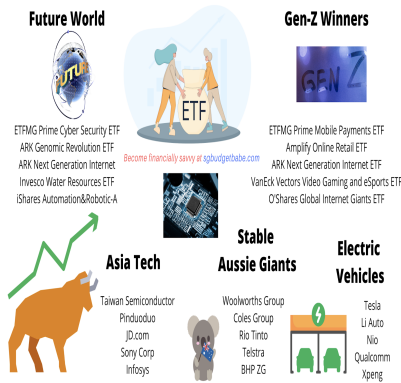 Future World
FUTURE
ETFMG Prime Cyber Security ETF
ARK Genomic Revolution ETF
ARK Next Generation Internet
Invesco Water Resources ETF
iShares Automation&Robotic-A
ETF
Become financially savvy at sgbudgetbabe.com
Gen-Z Winners
GEN Z
ETFMG Prime Mobile Payments ETF
Amplify Online Retail ETF
ARK Next Generation Internet ETF
VanEck Vectors Video Gaming and eSports ETF
O'Shares Global Internet Giants ETF
Asia Tech
Taiwan Semiconductor
Pinduoduo
JD.com
Sony Corp
Infosys
Stable
Aussie Giants
Woolworths Group
Coles Group
Rio Tinto
Telstra
BHP ZG
Electric
Vehicles
Tesla
Li Auto
Nio
Qualcomm
Xpeng